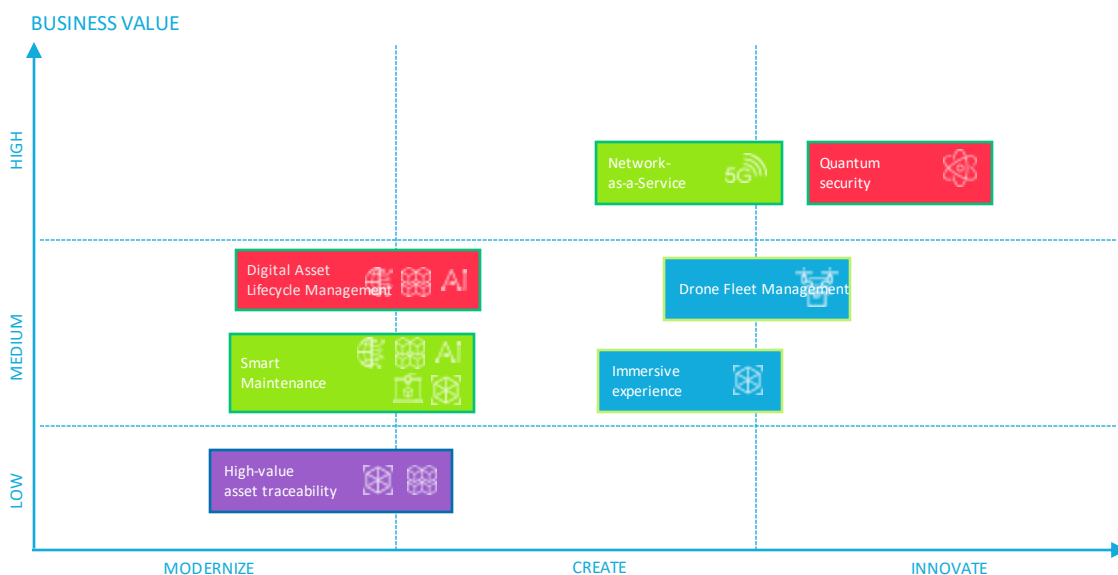 BUSINESS VALUE
HIGH
Network-
as-a-Service
5G
Quantum
security
MEDIUM
Digital Asset
Lifecycle Management
AI
Drone Fleet Management
Smart
Maintenance
AI
Immersive
experience
LOW
High-value
asset traceability
MODERNIZE
CREATE
INNOVATE